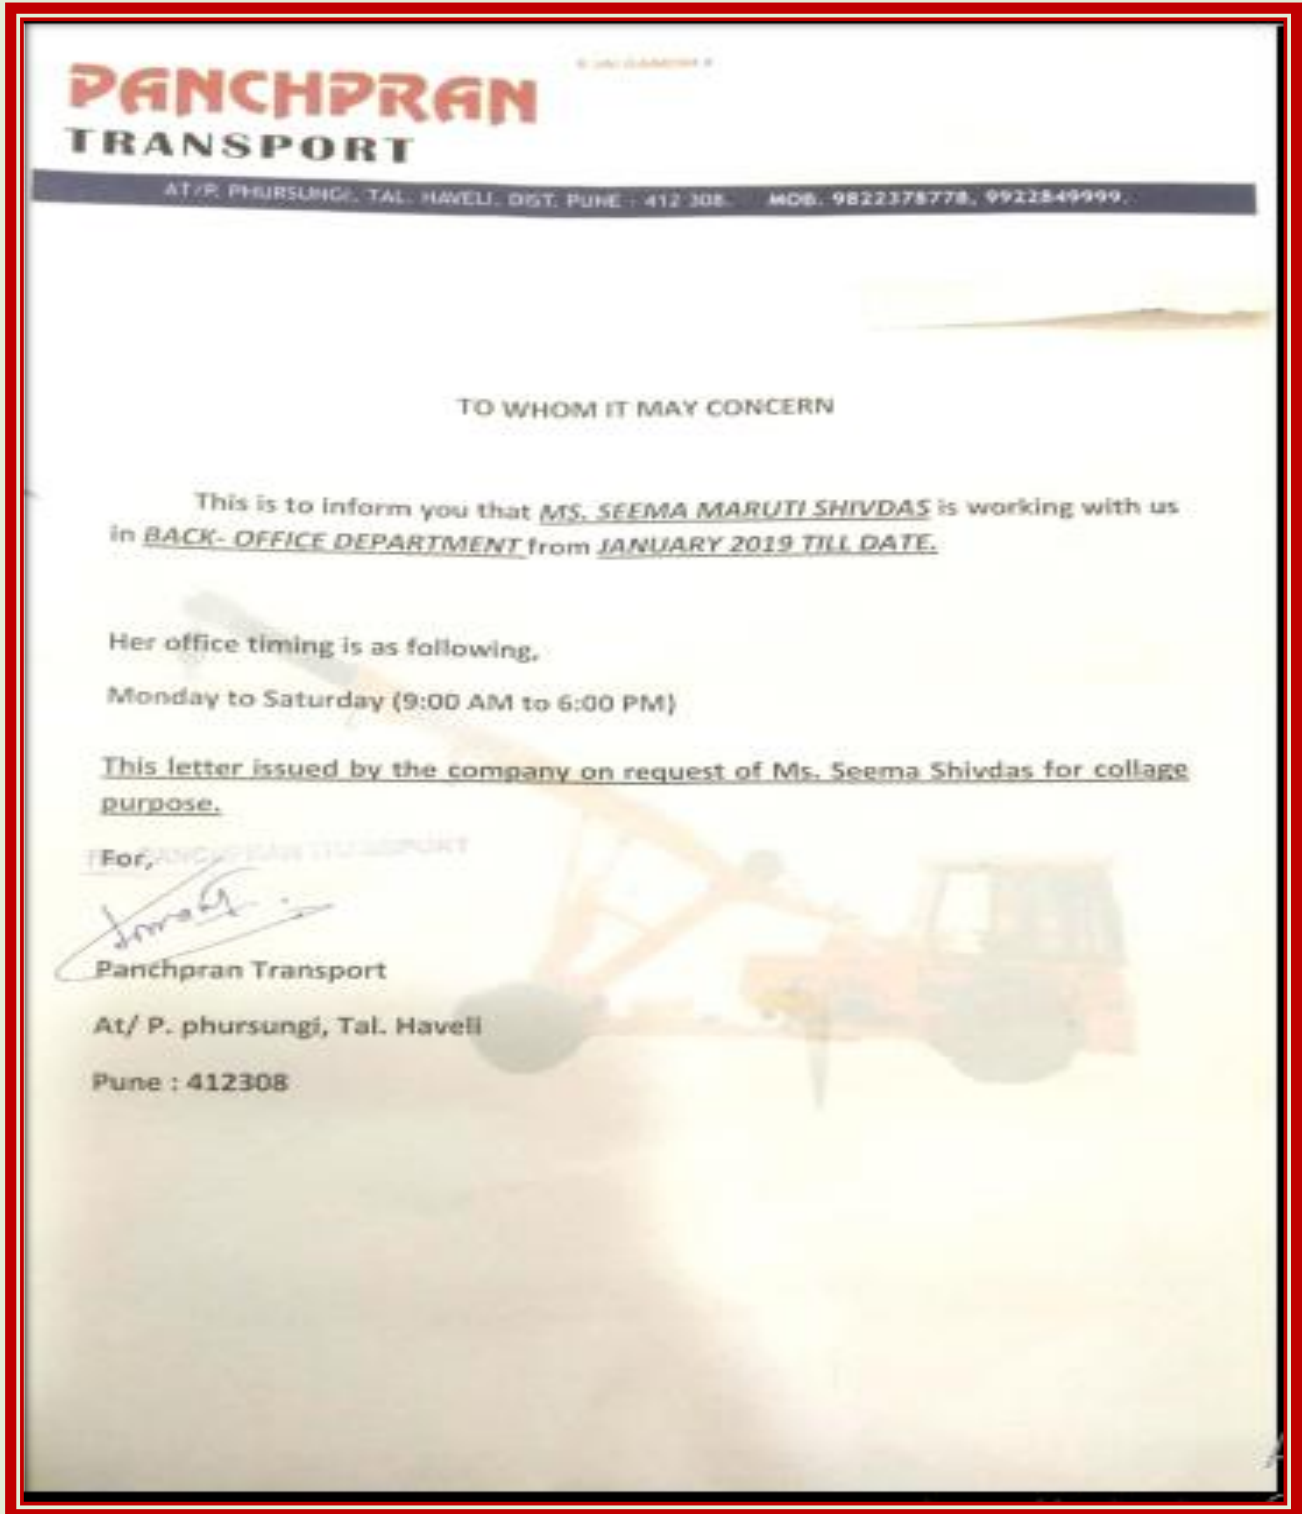 JAI GANESH
PANCHPRAN
TRANSPORT
AT/P. PHURSUNGI, TAL. HAVELI, DIST. PUNE - 412 308. MOB. 9822378778, 9922849999.
TO WHOM IT MAY CONCERN
This is to inform you that MS. SEEMA MARUTI SHIVDAS is working with us
in BACK- OFFICE DEPARTMENT from JANUARY 2019 TILL DATE.
Her office timing is as following,
Monday to Saturday (9:00 AM to 6:00 PM)
This letter issued by the company on request of Ms. Seema Shivdas for collage
purpose.
For,
PANCHPRAN TRANSPORT
Panchpran Transport
At/ P. phursungi, Tal. Haveli
Pune : 412308